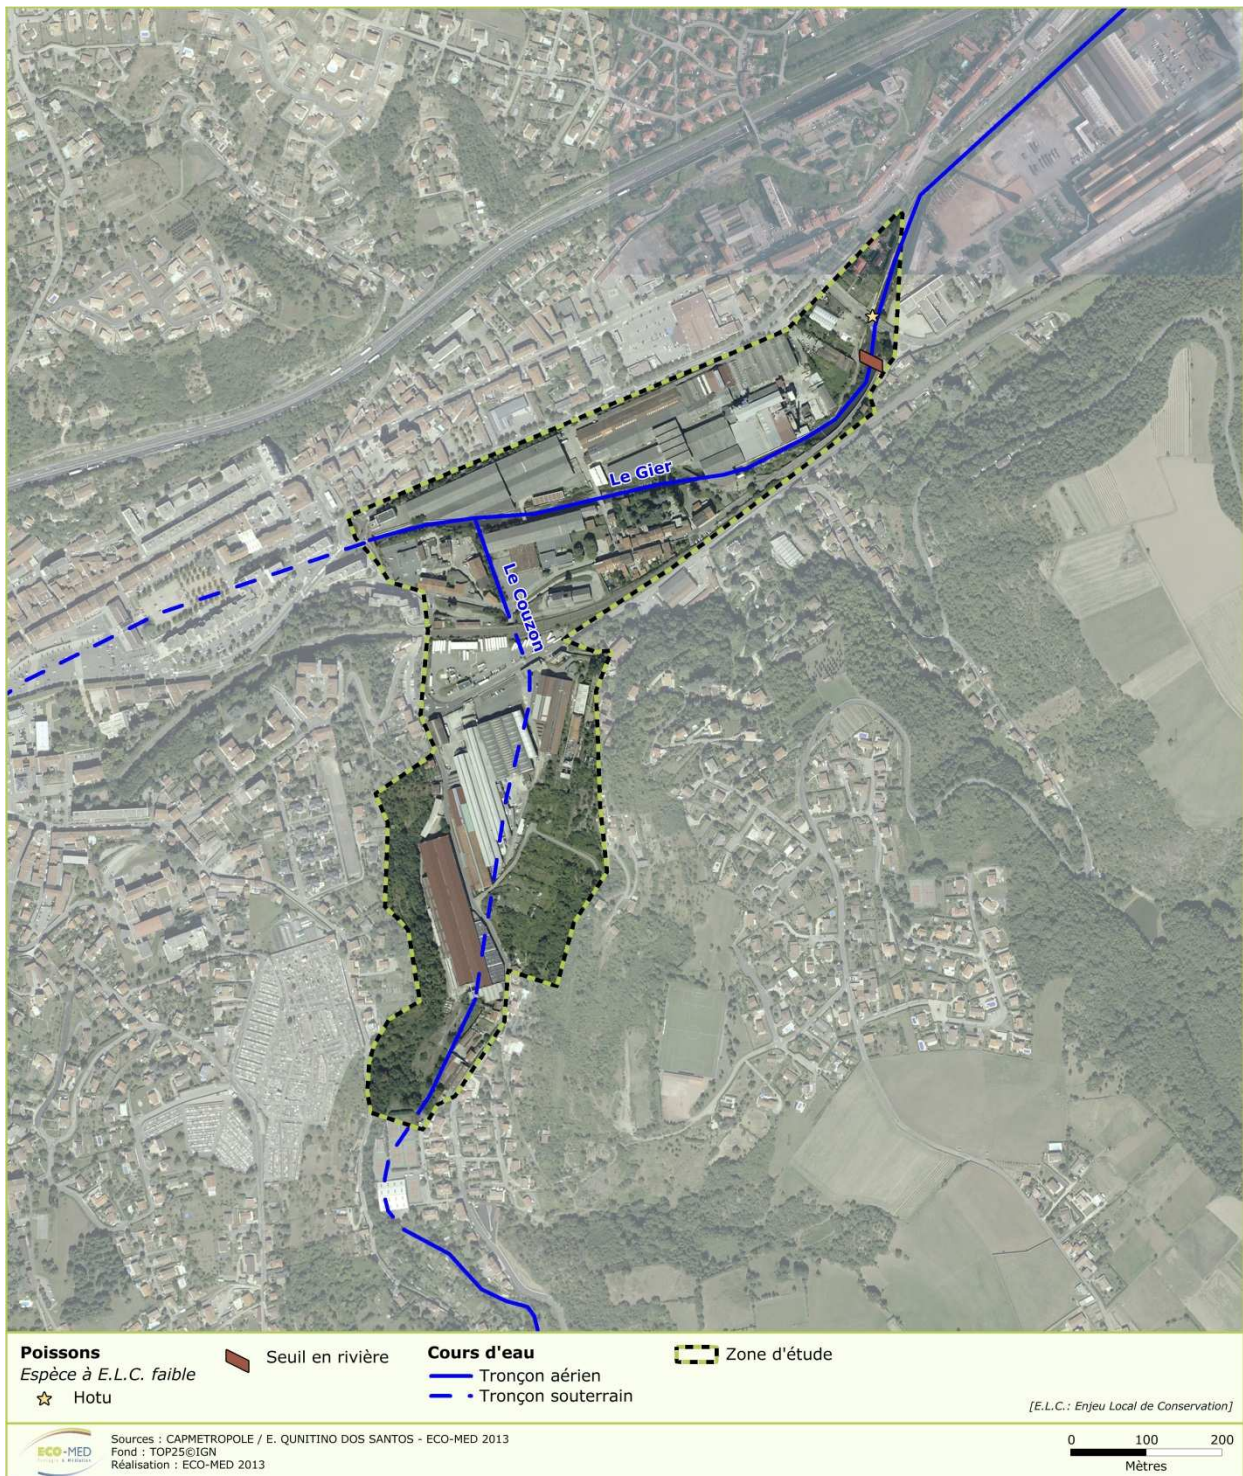 Le Gier
Le Couzon
Poissons
Espèce à E.L.C. faible
Hotu
Seuil en rivière
Cours d'eau
Tronçon aérien
Tronçon souterrain
Zone d'étude
[E.L.C.: Enjeu Local de Conservation]
ECO-MED
Sources : CAPMETROPOLE / E. QUNITINO DOS SANTOS - ECO-MED 2013
Fond : TOP25©IGN
Réalisation : ECO-MED 2013
0 100 200
Mètres